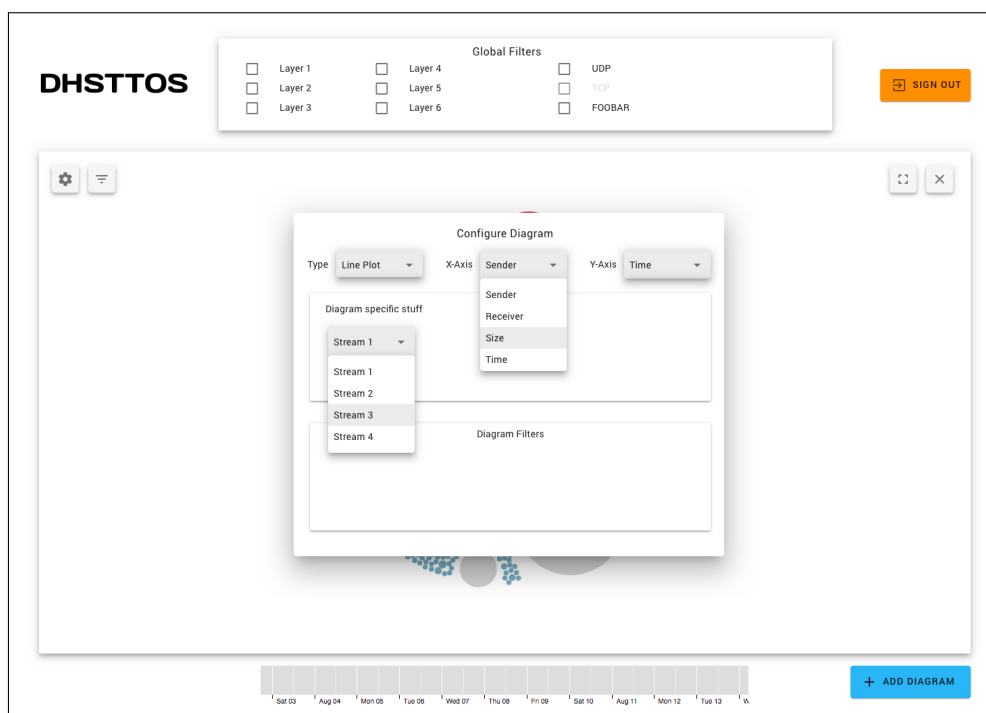 Global Filters
DHSTTOS
Layer 1 Layer 4 UDP
Layer 2 Layer 5 TCP
Layer 3 Layer 6 FOOBAR
SIGN OUT
Configure Diagram
Type Line Plot X-Axis Sender Y-Axis Time
Sender
Receiver
Size
Time
Diagram specific stuff
Stream 1
Stream 1
Stream 2
Stream 3
Stream 4
Diagram Filters
Sat 03 Aug 04 Mon 05 Tue 06 Wed 07 Thu 08 Fri 09 Sat 10 Aug 11 Mon 12 Tue 13 W
ADD DIAGRAM